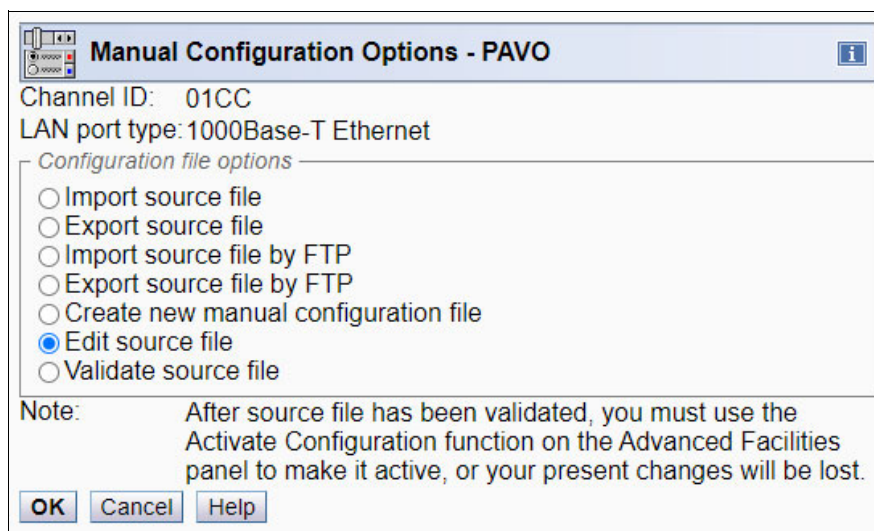 Manual Configuration Options - PAVO
i
Channel ID: 01CC
LAN port type: 1000Base-T Ethernet
Configuration file options
Import source file
Export source file
Import source file by FTP
Export source file by FTP
Create new manual configuration file
Edit source file
Validate source file
Note: After source file has been validated, you must use the
Activate Configuration function on the Advanced Facilities
panel to make it active, or your present changes will be lost.
OK Cancel Help